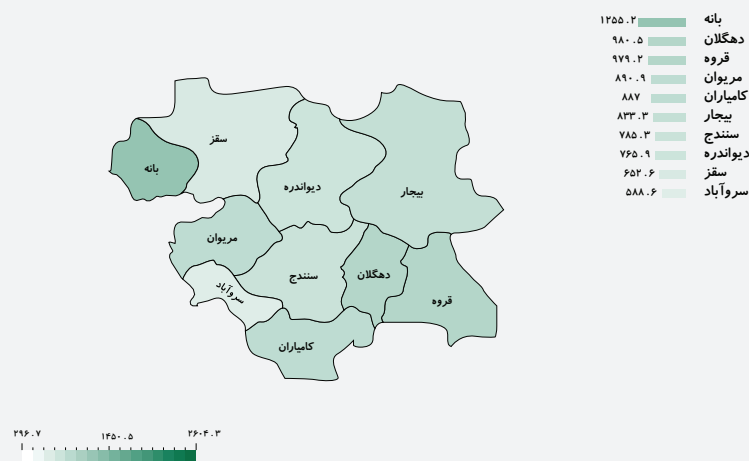 بانه ۱۲۵۵.۲
دهگلان ۹۸۰.۵
قروه ۹۷۹.۲
مریوان ۸۹۰.۹
کامیاران ۸۸۷
بیجار ۸۳۳.۳
سنندج ۷۸۵.۳
دیواندره ۷۶۵.۹
سقز ۶۵۲.۶
سروآباد ۵۸۸.۶
سقز
بانه
دیواندره
بیجار
مریوان
سنندج
دهگلان
سروآباد
قروه
کامیاران
۲۹۶.۷ ۱۴۵۰.۵ ۲۶۰۴.۳